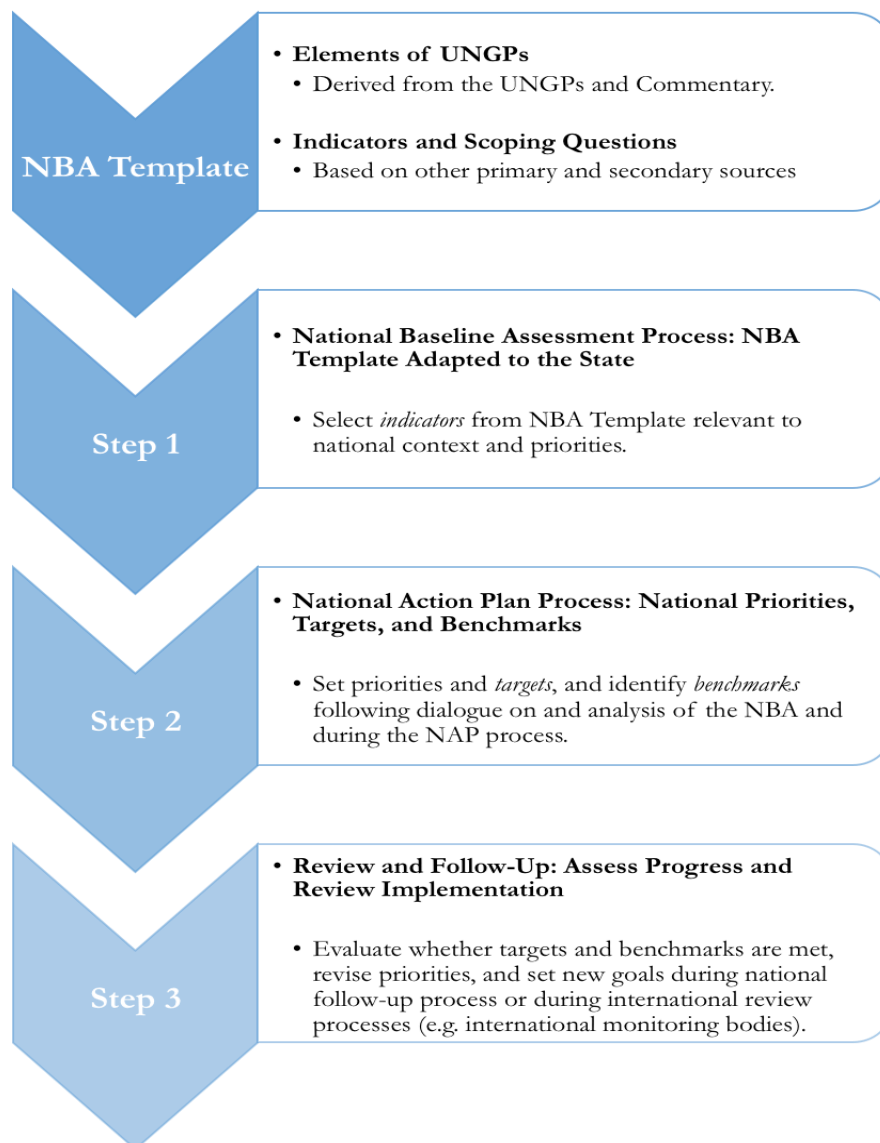 • Elements of UNGPs
• Derived from the UNGPs and Commentary.
• Indicators and Scoping Questions
• Based on other primary and secondary sources
NBA Template
• National Baseline Assessment Process: NBA
Template Adapted to the State
• Select indicators from NBA Template relevant to
national context and priorities.
Step 1
• National Action Plan Process: National Priorities,
Targets, and Benchmarks
• Set priorities and targets, and identify benchmarks
following dialogue on and analysis of the NBA and
during the NAP process.
Step 2
• Review and Follow-Up: Assess Progress and
Review Implementation
• Evaluate whether targets and benchmarks are met,
revise priorities, and set new goals during national
follow-up process or during international review
processes (e.g. international monitoring bodies).
Step 3